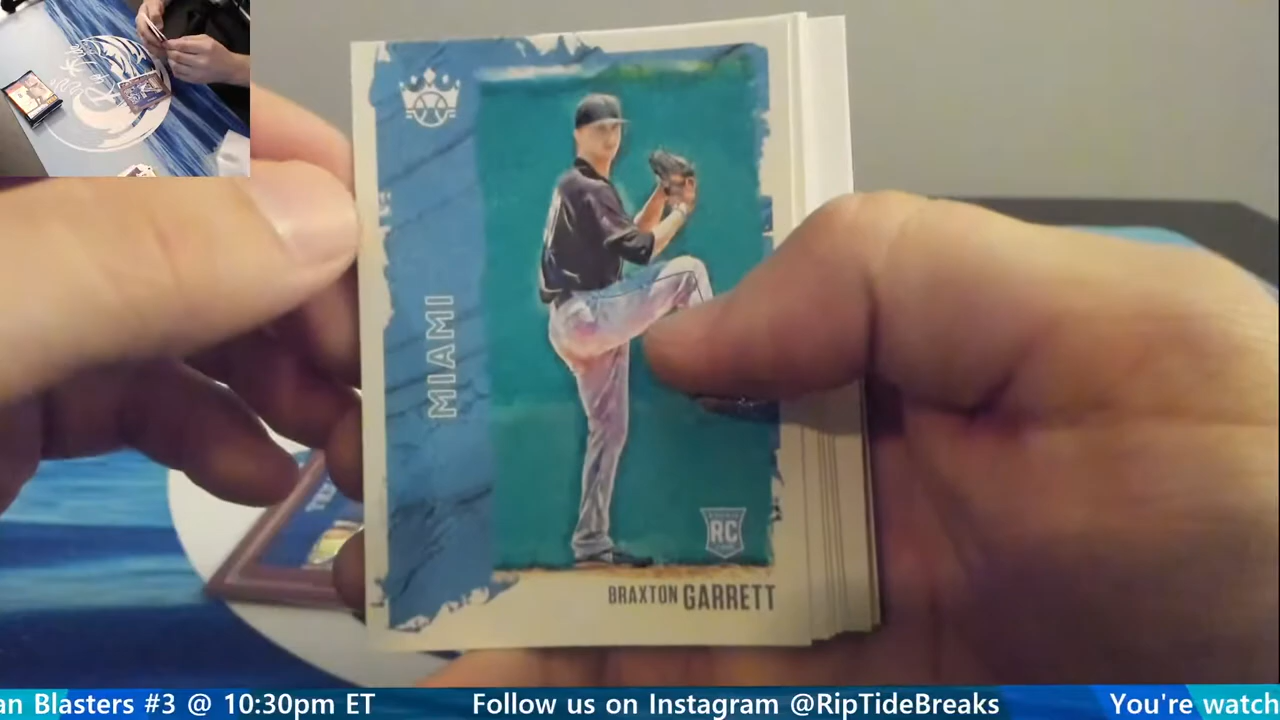 MIAMI
RC
BRAXTON GARRETT
an Blasters #3 @ 10:30pm ET Follow us on Instagram @RipTideBreaks You're watch